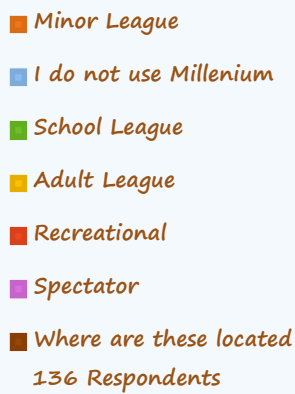 Minor League
I do not use Millenium
School League
Adult League
Recreational
Spectator
Where are these located
136 Respondents